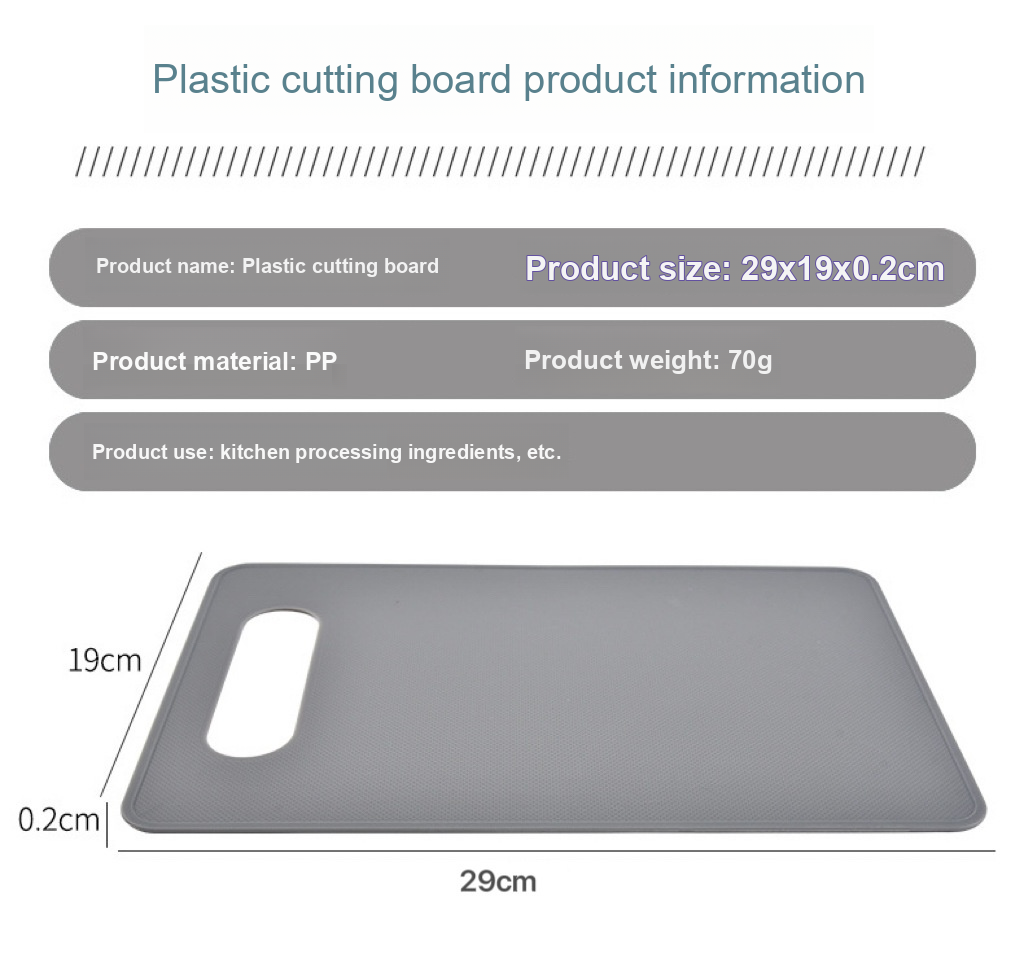 Plastic cutting board product information
Product name: Plastic cutting board
Product size: 29x19x0.2cm
Product material: PP
Product weight: 70g
Product use: kitchen processing ingredients, etc.
19cm
0.2cm
29cm